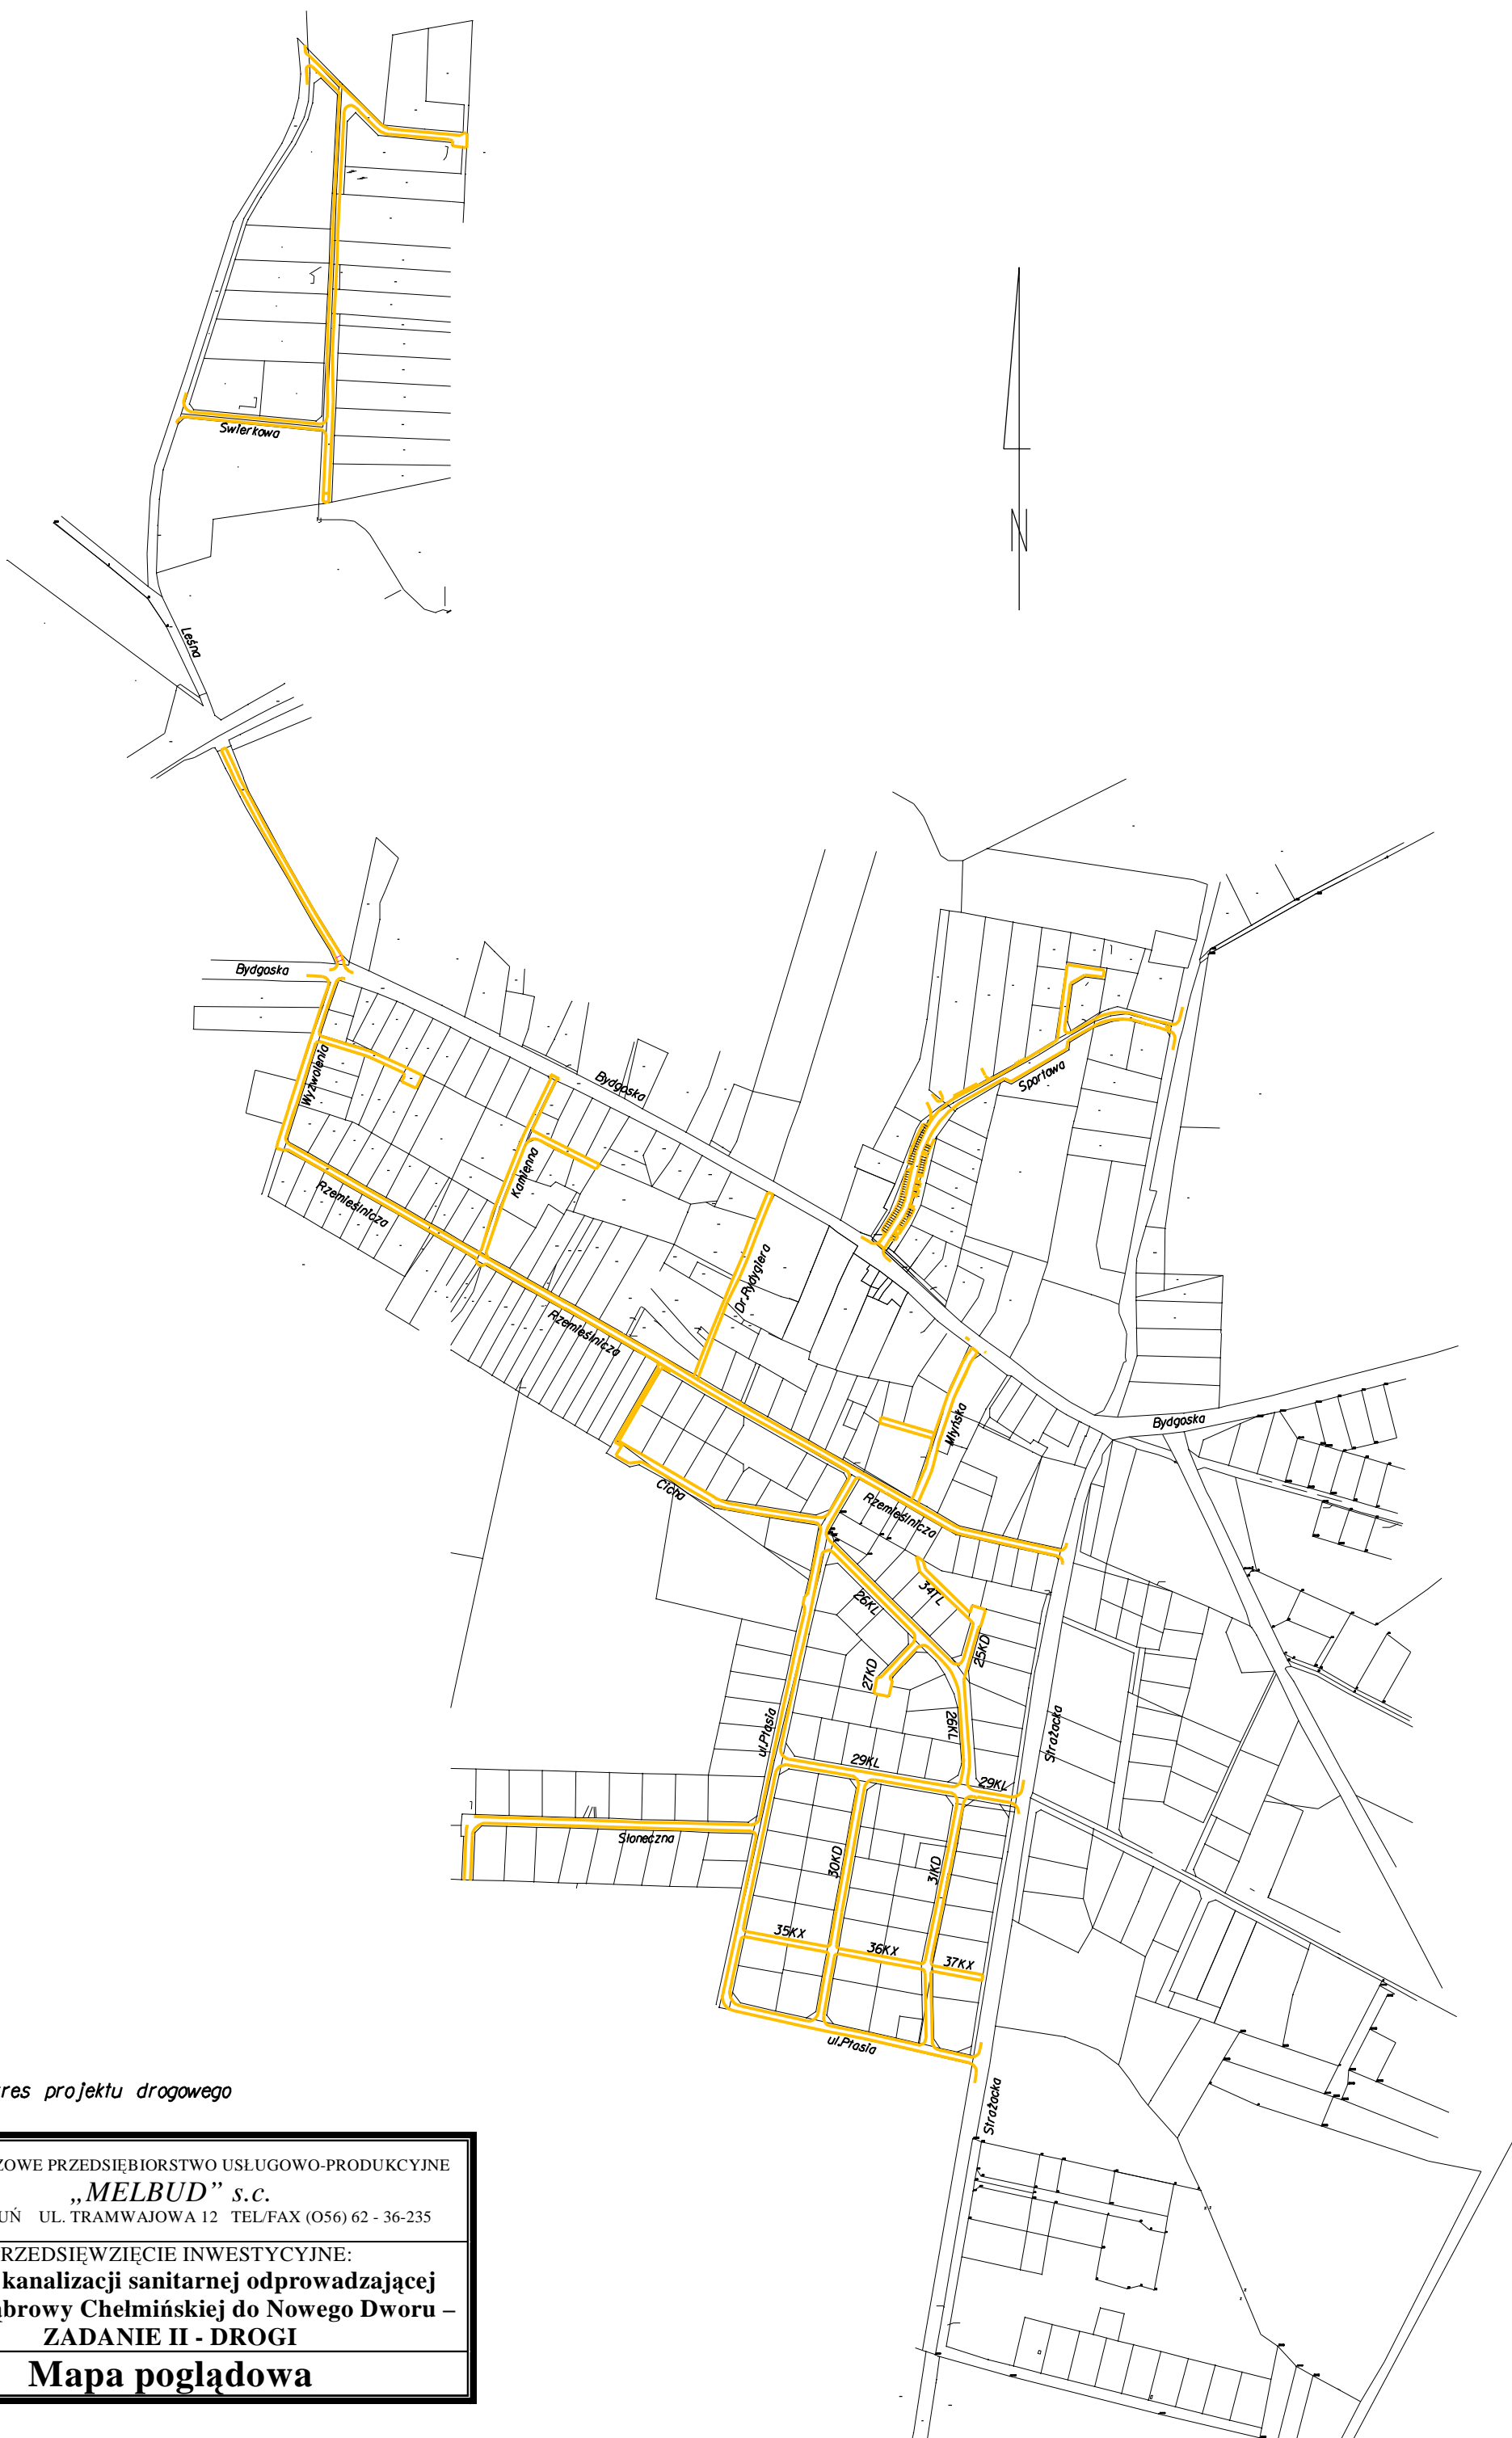 Świerkowa
Leśna
N
Bydgoska
Wyzwolenia
Bydgoska
Sportowa
Kamienna
Rzemieślnicza
Dr.Rydygiera
Rzemieślnicza
Młyńska
Bydgoska
Cicha
Rzemieślnicza
34TL
26KL
25KD
27KD
26KL
ul.Ptasia
Strażacka
29KL
29KL
Słoneczna
30KD
31KD
35KX
36KX
37KX
ul.Ptasia
Strażacka
res projektu drogowego
ZOWE PRZEDSIĘBIORSTWO USŁUGOWO-PRODUKCYJNE
„MELBUD” s.c.
UŃ UL. TRAMWAJOWA 12 TEL/FAX (O56) 62 - 36-235
RZEDSIĘWZIĘCIE INWESTYCYJNE:
kanalizacji sanitarnej odprowadzającej
ąbrowy Chełmińskiej do Nowego Dworu –
ZADANIE II - DROGI
Mapa poglądowa